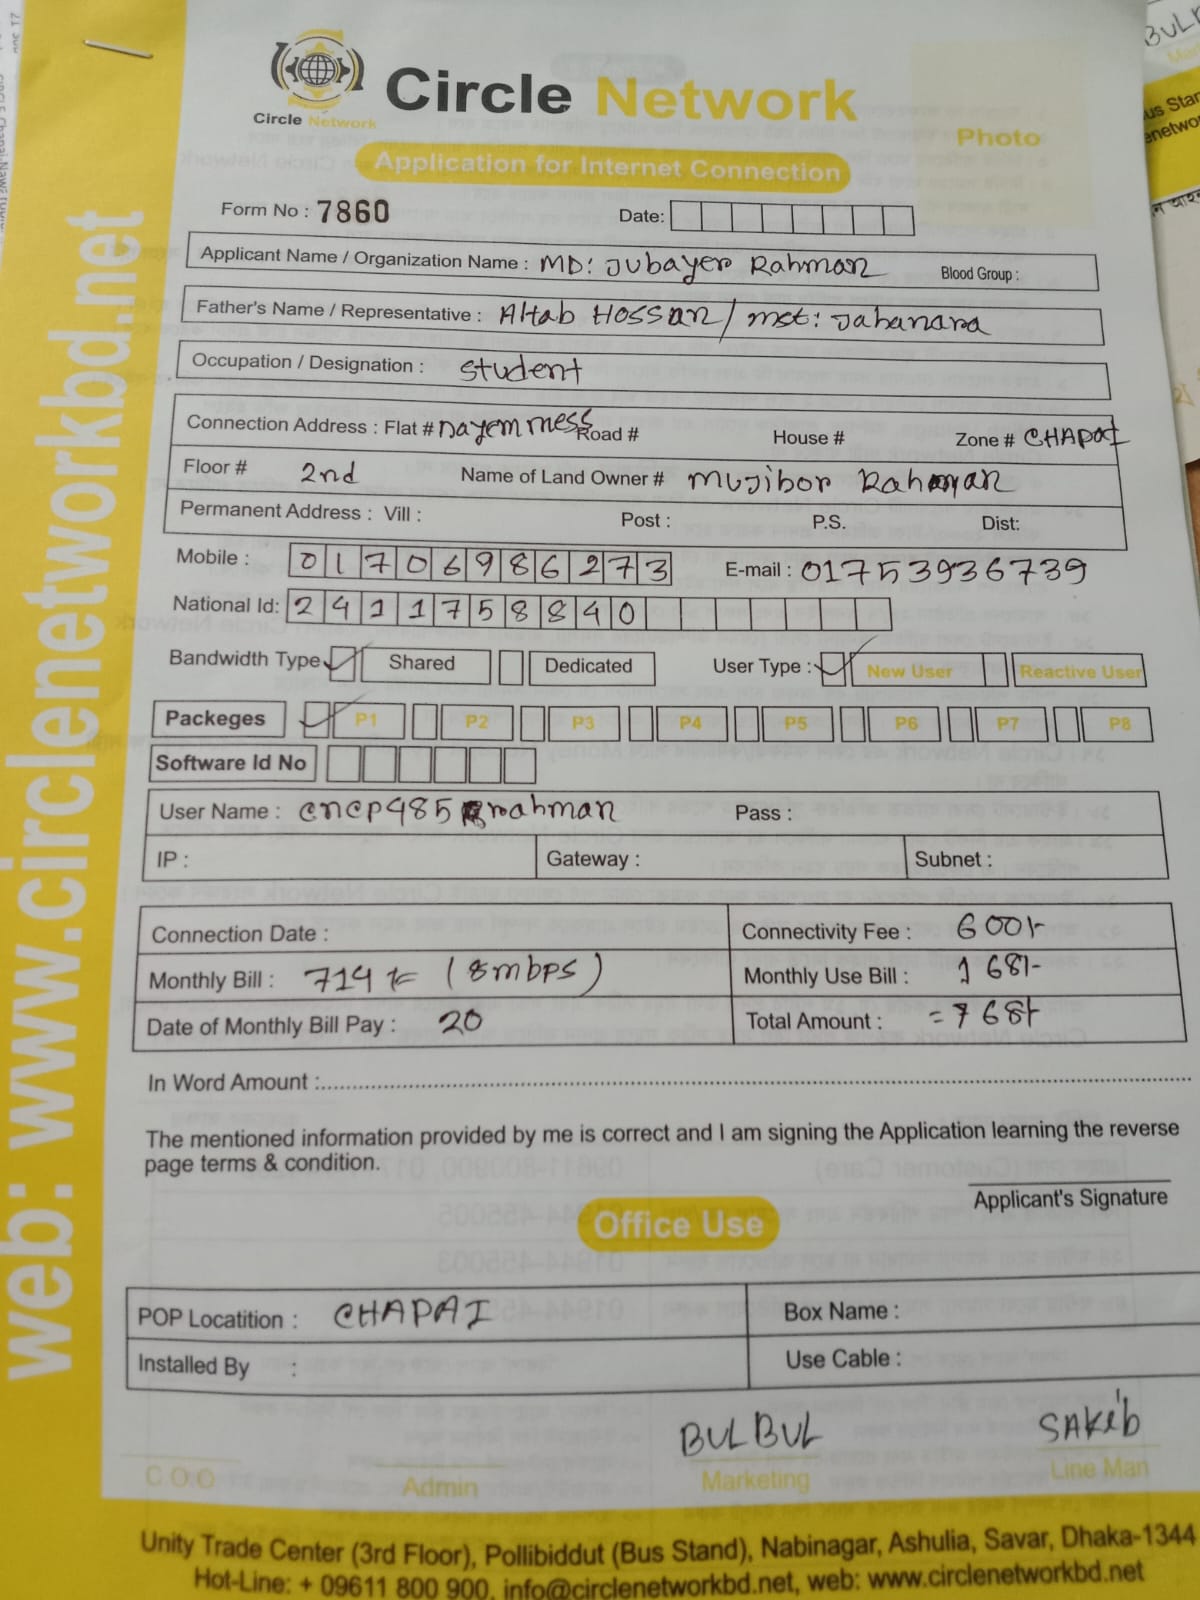 Circle Network
Circle Network
Photo
Application for Internet Connection
Form No : 7860 Date:
Applicant Name / Organization Name : MD: Jubayer Rahman Blood Group :
Father's Name / Representative : Altab Hossan / mst: Jahanara
Occupation / Designation : student
Connection Address : Flat # Nayem mess Road # House # Zone # CHAPAI
Floor # 2nd Name of Land Owner # Mujibor Rahman
Permanent Address : Vill : Post : P.S. Dist:
Mobile : 01706986273 E-mail : 01753936739
National Id: 2411758840
Bandwidth Type Shared Dedicated User Type : New User Reactive User
Packeges P1 P2 P3 P4 P5 P6 P7 P8
Software Id No
User Name : cncp985 rahman Pass :
IP : Gateway : Subnet :
Connection Date : Connectivity Fee : 600/-
Monthly Bill : 714 (8mbps) Monthly Use Bill : 168/-
Date of Monthly Bill Pay : 20 Total Amount : = 768/-
In Word Amount :
The mentioned information provided by me is correct and I am signing the Application learning the reverse
page terms & condition.
Applicant's Signature
Office Use
POP Locatition : CHAPAI Box Name :
Installed By : Use Cable :
BULBUL SAKib
C O O Admin Marketing Line Man
Unity Trade Center (3rd Floor), Pollibiddut (Bus Stand), Nabinagar, Ashulia, Savar, Dhaka-1344
Hot-Line: + 09611 800 900, info@circlenetworkbd.net, web: www.circlenetworkbd.net
web: www.circlenetworkbd.net